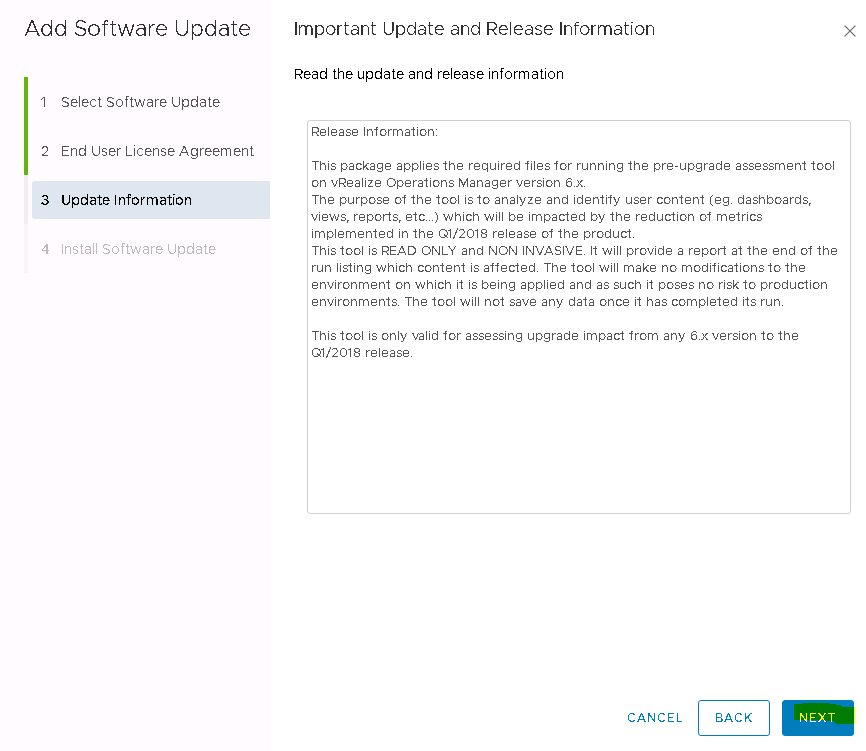 Add Software Update
1 Select Software Update
2 End User License Agreement
3 Update Information
4 Install Software Update
Important Update and Release Information
Read the update and release information
Release Information:
This package applies the required files for running the pre-upgrade assessment tool
on vRealize Operations Manager version 6.x.
The purpose of the tool is to analyze and identify user content (eg. dashboards,
views, reports, etc...) which will be impacted by the reduction of metrics
implemented in the Q1/2018 release of the product.
This tool is READ ONLY and NON INVASIVE. It will provide a report at the end of the
run listing which content is affected. The tool will make no modifications to the
environment on which it is being applied and as such it poses no risk to production
environments. The tool will not save any data once it has completed its run.
This tool is only valid for assessing upgrade impact from any 6.x version to the
Q1/2018 release.
CANCEL BACK NEXT